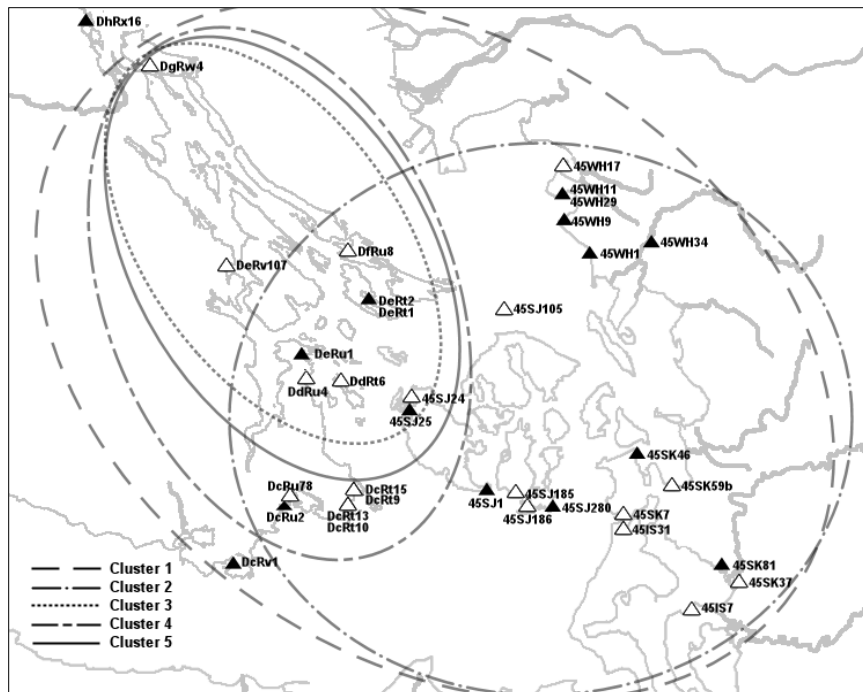 DhRx16
DgRw4
45WH17
45WH11
45WH29
45WH9
45WH34
45WH1
DfRu8
DeRv107
DeRt2
DeRt1
45SJ105
DeRu1
DdRu4
DdRt6
45SJ24
45SJ25
45SK46
45SK59b
DcRu78
DcRu2
DcRt15
DcRt9
DcRt13
DcRt10
45SJ1
45SJ185
45SJ186
45SJ280
45SK7
45IS31
DcRv1
45SK81
45SK37
45IS7
Cluster 1
Cluster 2
Cluster 3
Cluster 4
Cluster 5